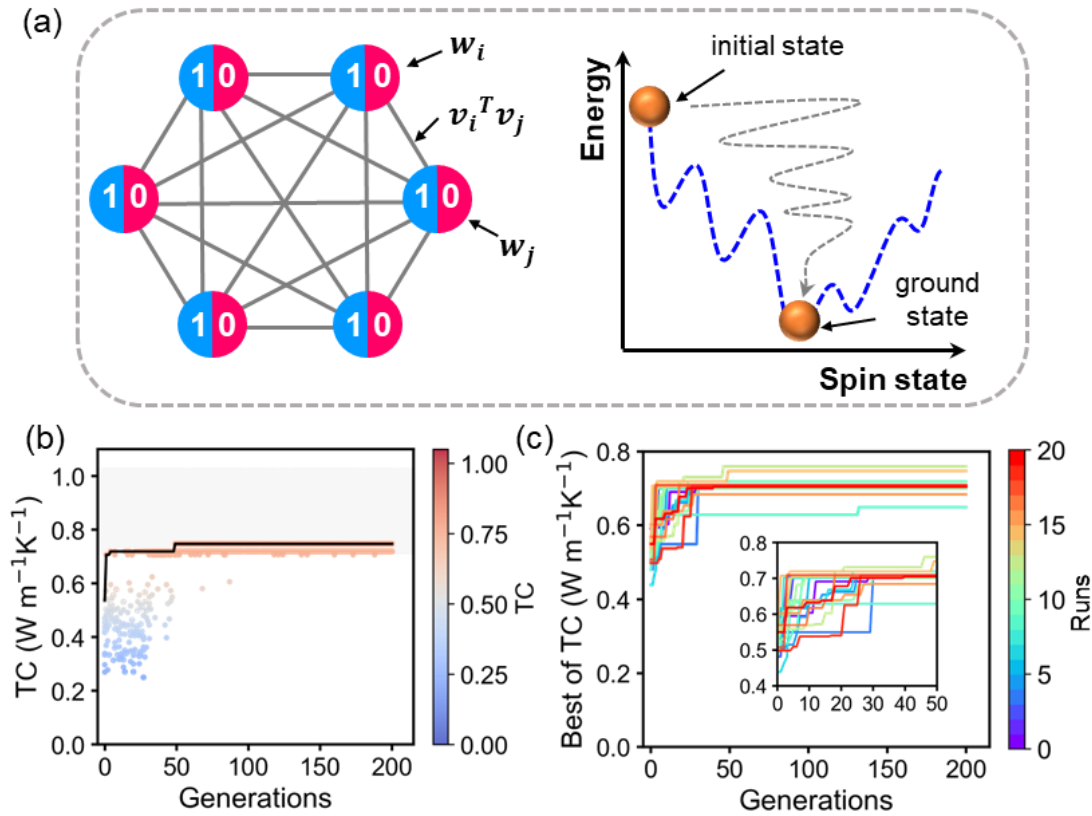 (a)
1 0
1 0
w_i
v_i^T v_j
1 0
1 0
w_j
1 0
1 0
Energy
initial state
ground
state
Spin state
(b)
TC (W m⁻¹K⁻¹)
1.0
0.8
0.6
0.4
0.2
0.0
0
50
100
150
200
Generations
1.00
0.75
0.50
0.25
0.00
TC
(c)
Best of TC (W m⁻¹K⁻¹)
0.8
0.6
0.4
0.2
0.0
0
50
100
150
200
Generations
0.7
0.6
0.5
0.4
0
10
20
30
40
50
20
15
10
5
0
Runs